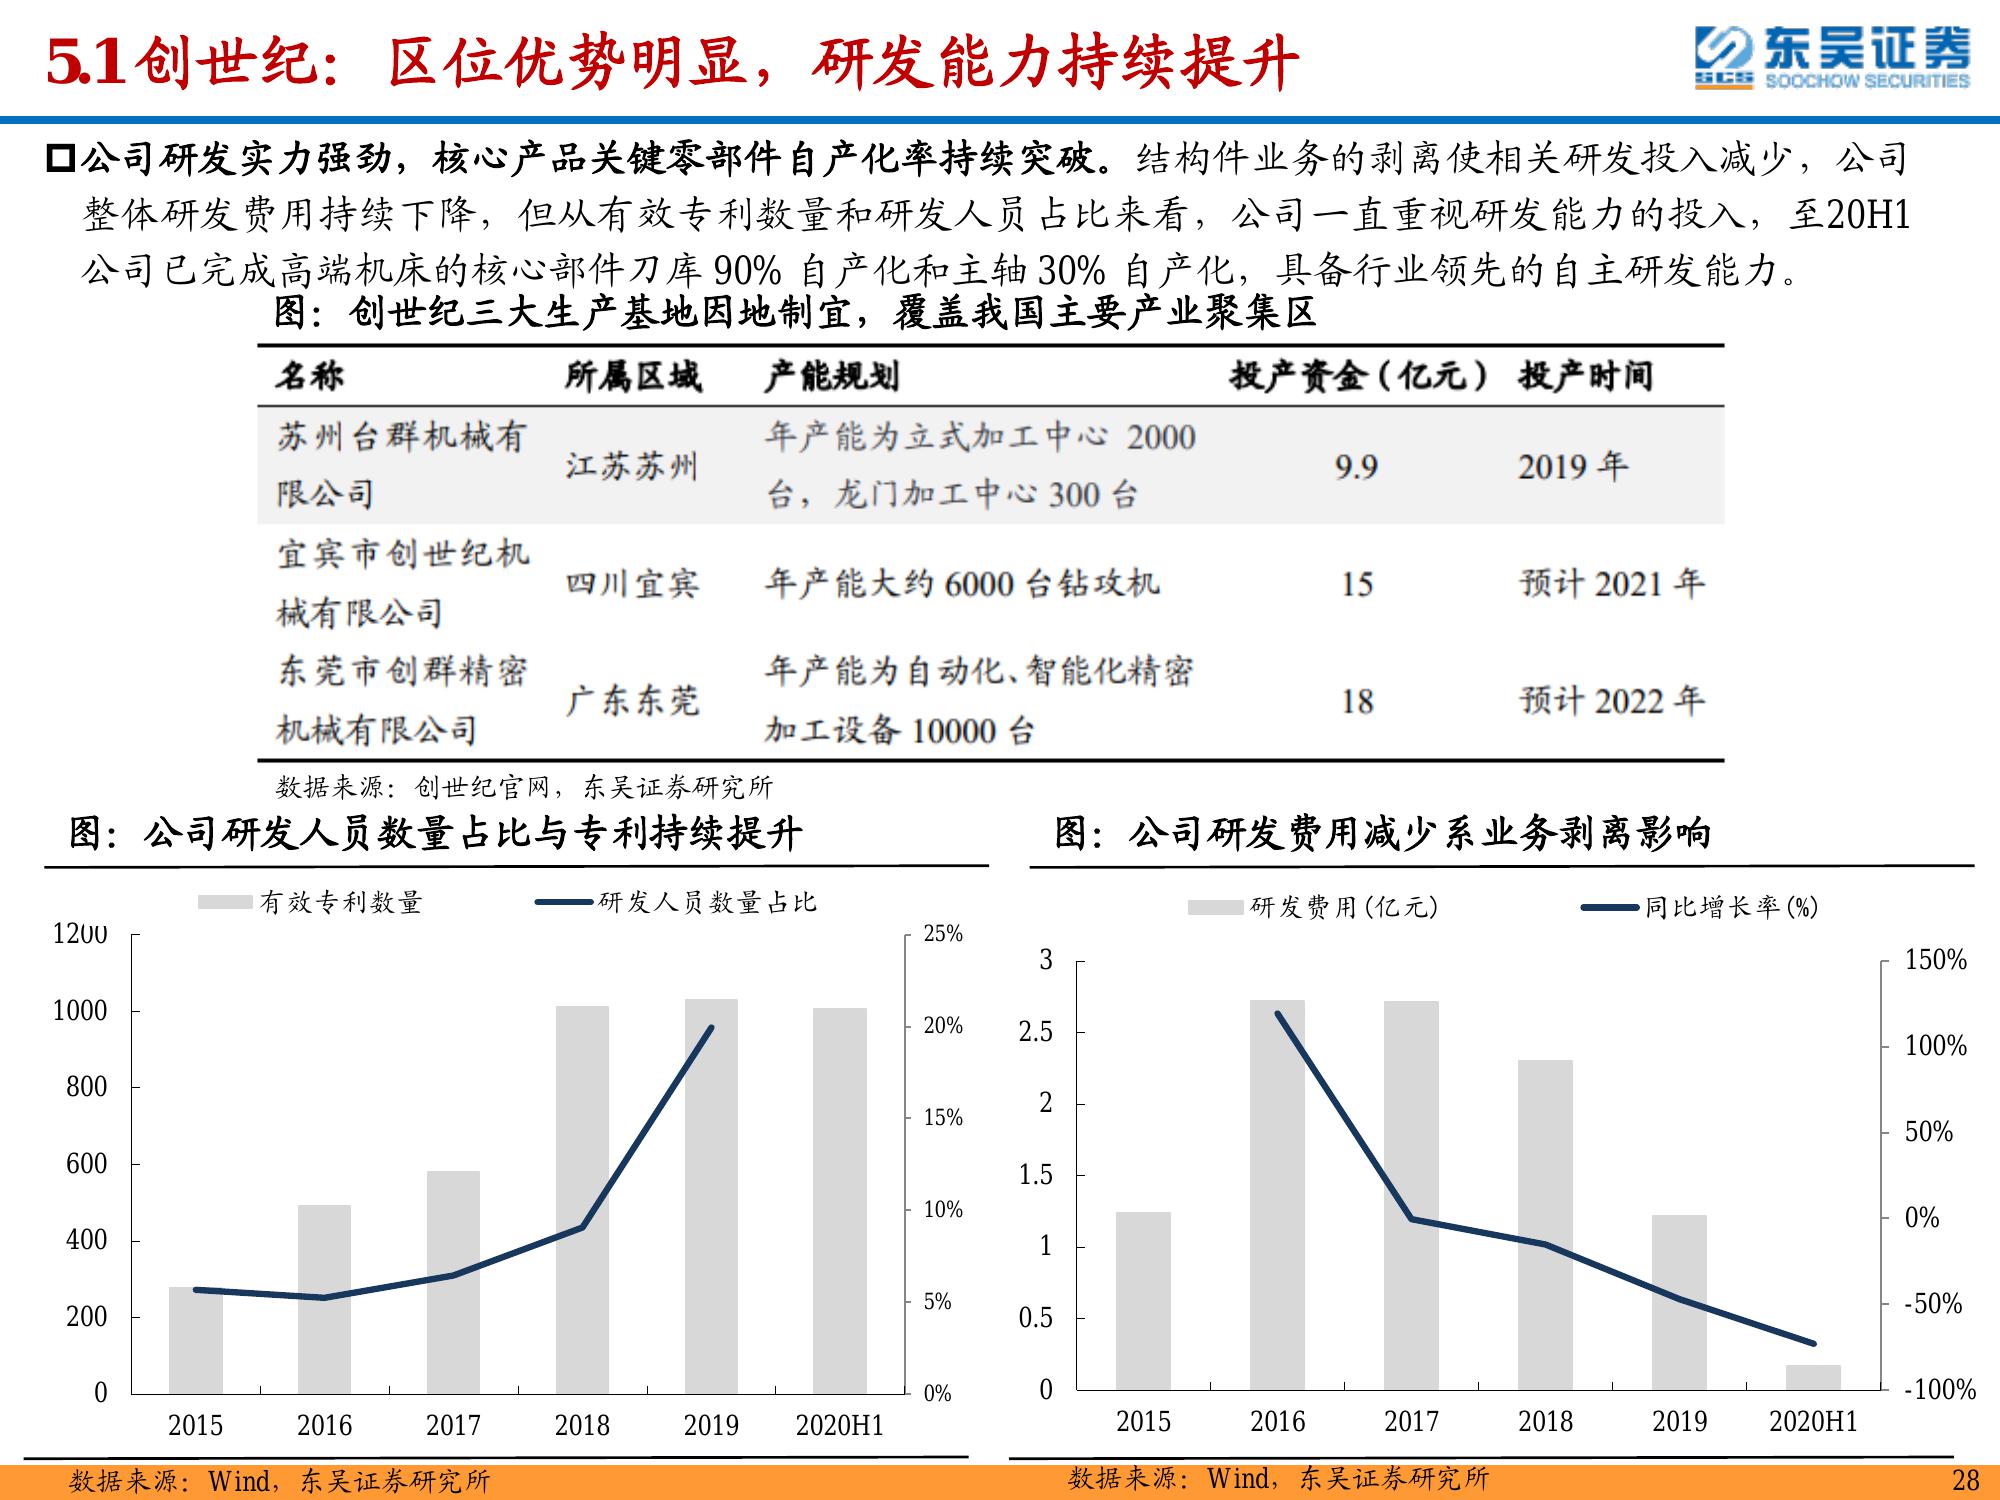 5.1创世纪：区位优势明显，研发能力持续提升
东吴证券
SCS SOOCHOW SECURITIES
公司研发实力强劲，核心产品关键零部件自产化率持续突破。结构件业务的剥离使相关研发投入减少，公司
整体研发费用持续下降，但从有效专利数量和研发人员占比来看，公司一直重视研发能力的投入，至20H1
公司已完成高端机床的核心部件刀库 90% 自产化和主轴 30% 自产化，具备行业领先的自主研发能力。
图：创世纪三大生产基地因地制宜，覆盖我国主要产业聚集区
名称 所属区域 产能规划 投产资金（亿元） 投产时间
苏州台群机械有
限公司
江苏苏州
年产能为立式加工中心 2000
台，龙门加工中心 300 台
9.9
2019 年
宜宾市创世纪机
械有限公司
四川宜宾
年产能大约 6000 台钻攻机
15
预计 2021 年
东莞市创群精密
机械有限公司
广东东莞
年产能为自动化、智能化精密
加工设备 10000 台
18
预计 2022 年
数据来源：创世纪官网，东吴证券研究所
图：公司研发人员数量占比与专利持续提升
有效专利数量 研发人员数量占比
1200
1000
800
600
400
200
0
25%
20%
15%
10%
5%
0%
2015 2016 2017 2018 2019 2020H1
数据来源：Wind，东吴证券研究所
图：公司研发费用减少系业务剥离影响
研发费用(亿元) 同比增长率(%)
3
2.5
2
1.5
1
0.5
0
150%
100%
50%
0%
-50%
-100%
2015 2016 2017 2018 2019 2020H1
数据来源：Wind，东吴证券研究所
28